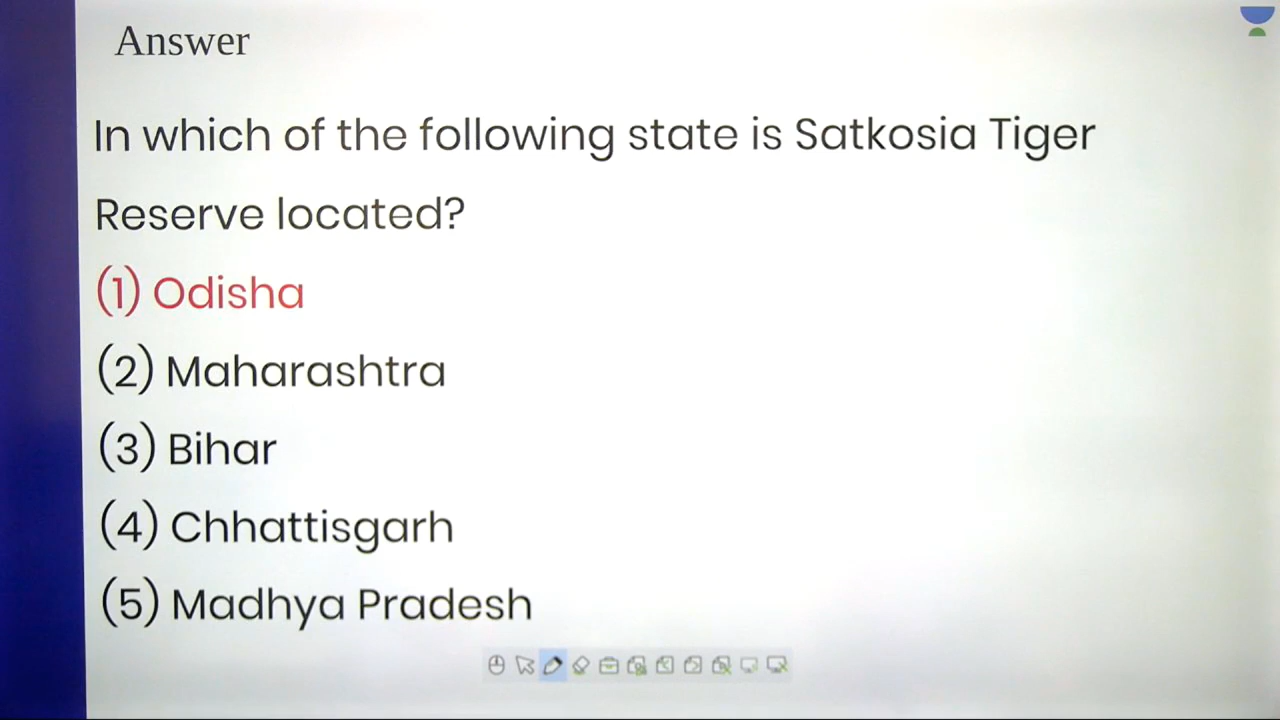 Answer
In which of the following state is Satkosia Tiger
Reserve located?
(1) Odisha
(2) Maharashtra
(3) Bihar
(4) Chhattisgarh
(5) Madhya Pradesh